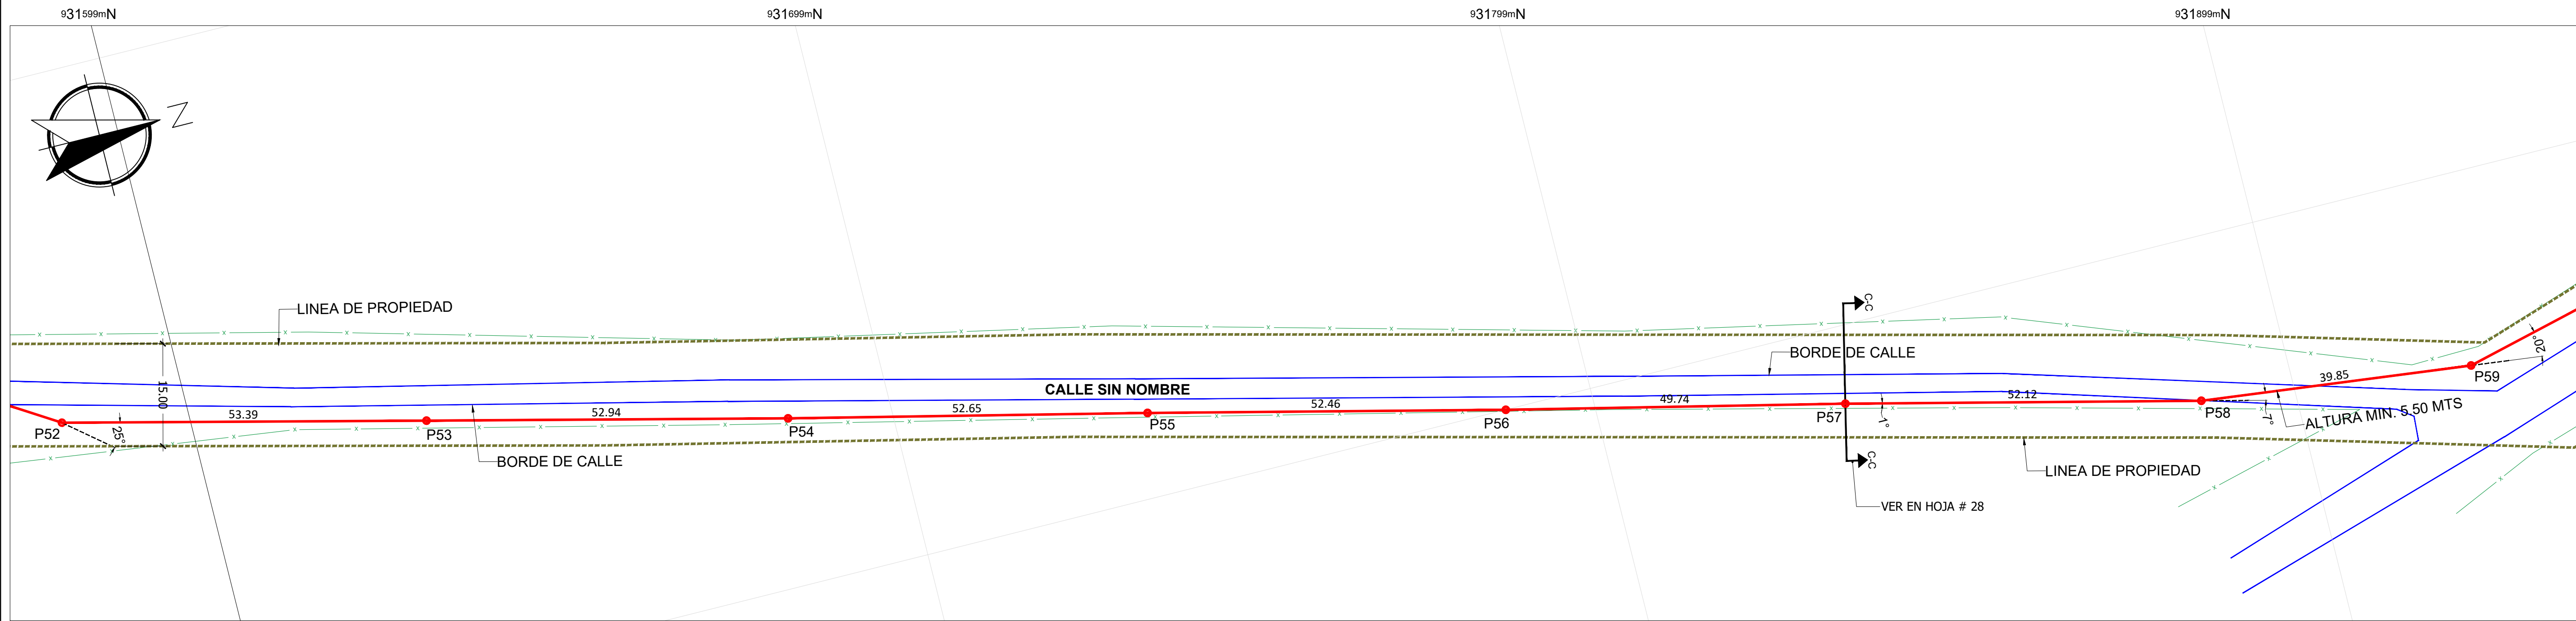 931599mN
931699mN
931799mN
931899mN
N
LINEA DE PROPIEDAD
15.00
BORDE DE CALLE
CALLE SIN NOMBRE
C-C
20°
P52
25°
53.39
P53
52.94
P54
52.65
P55
52.46
P56
49.74
P57
1°
52.12
P58
7°
39.85
P59
ALTURA MIN. 5.50 MTS
BORDE DE CALLE
C-C
LINEA DE PROPIEDAD
VER EN HOJA # 28